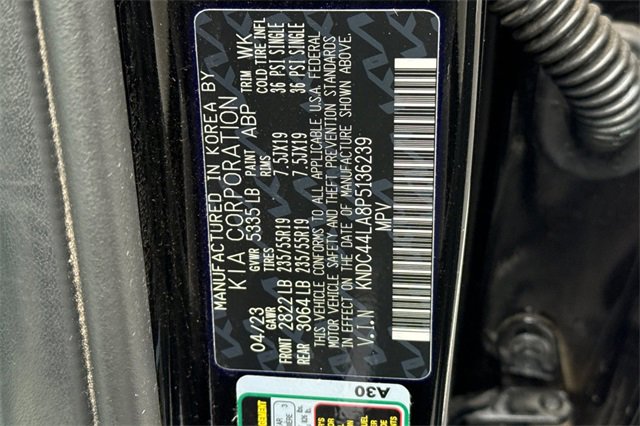 MANUFACTURED IN KOREA BY
KIA CORPORATION
04/23 GVWR 5335 LB PAINT ABP TRIM WK
GAWR TIRES RIMS COLD TIRE INFL
FRONT 2822 LB 235/55R19 7.5JX19 36 PSI SINGLE
REAR 3064 LB 235/55R19 7.5JX19 36 PSI SINGLE
THIS VEHICLE CONFORMS TO ALL APPLICABLE U.S.A. FEDERAL
MOTOR VEHICLE SAFETY AND THEFT PREVENTION STANDARDS
IN EFFECT ON THE DATE OF MANUFACTURE SHOWN ABOVE.
V.I.N KNDC44LA8P5136239
MPV
A30